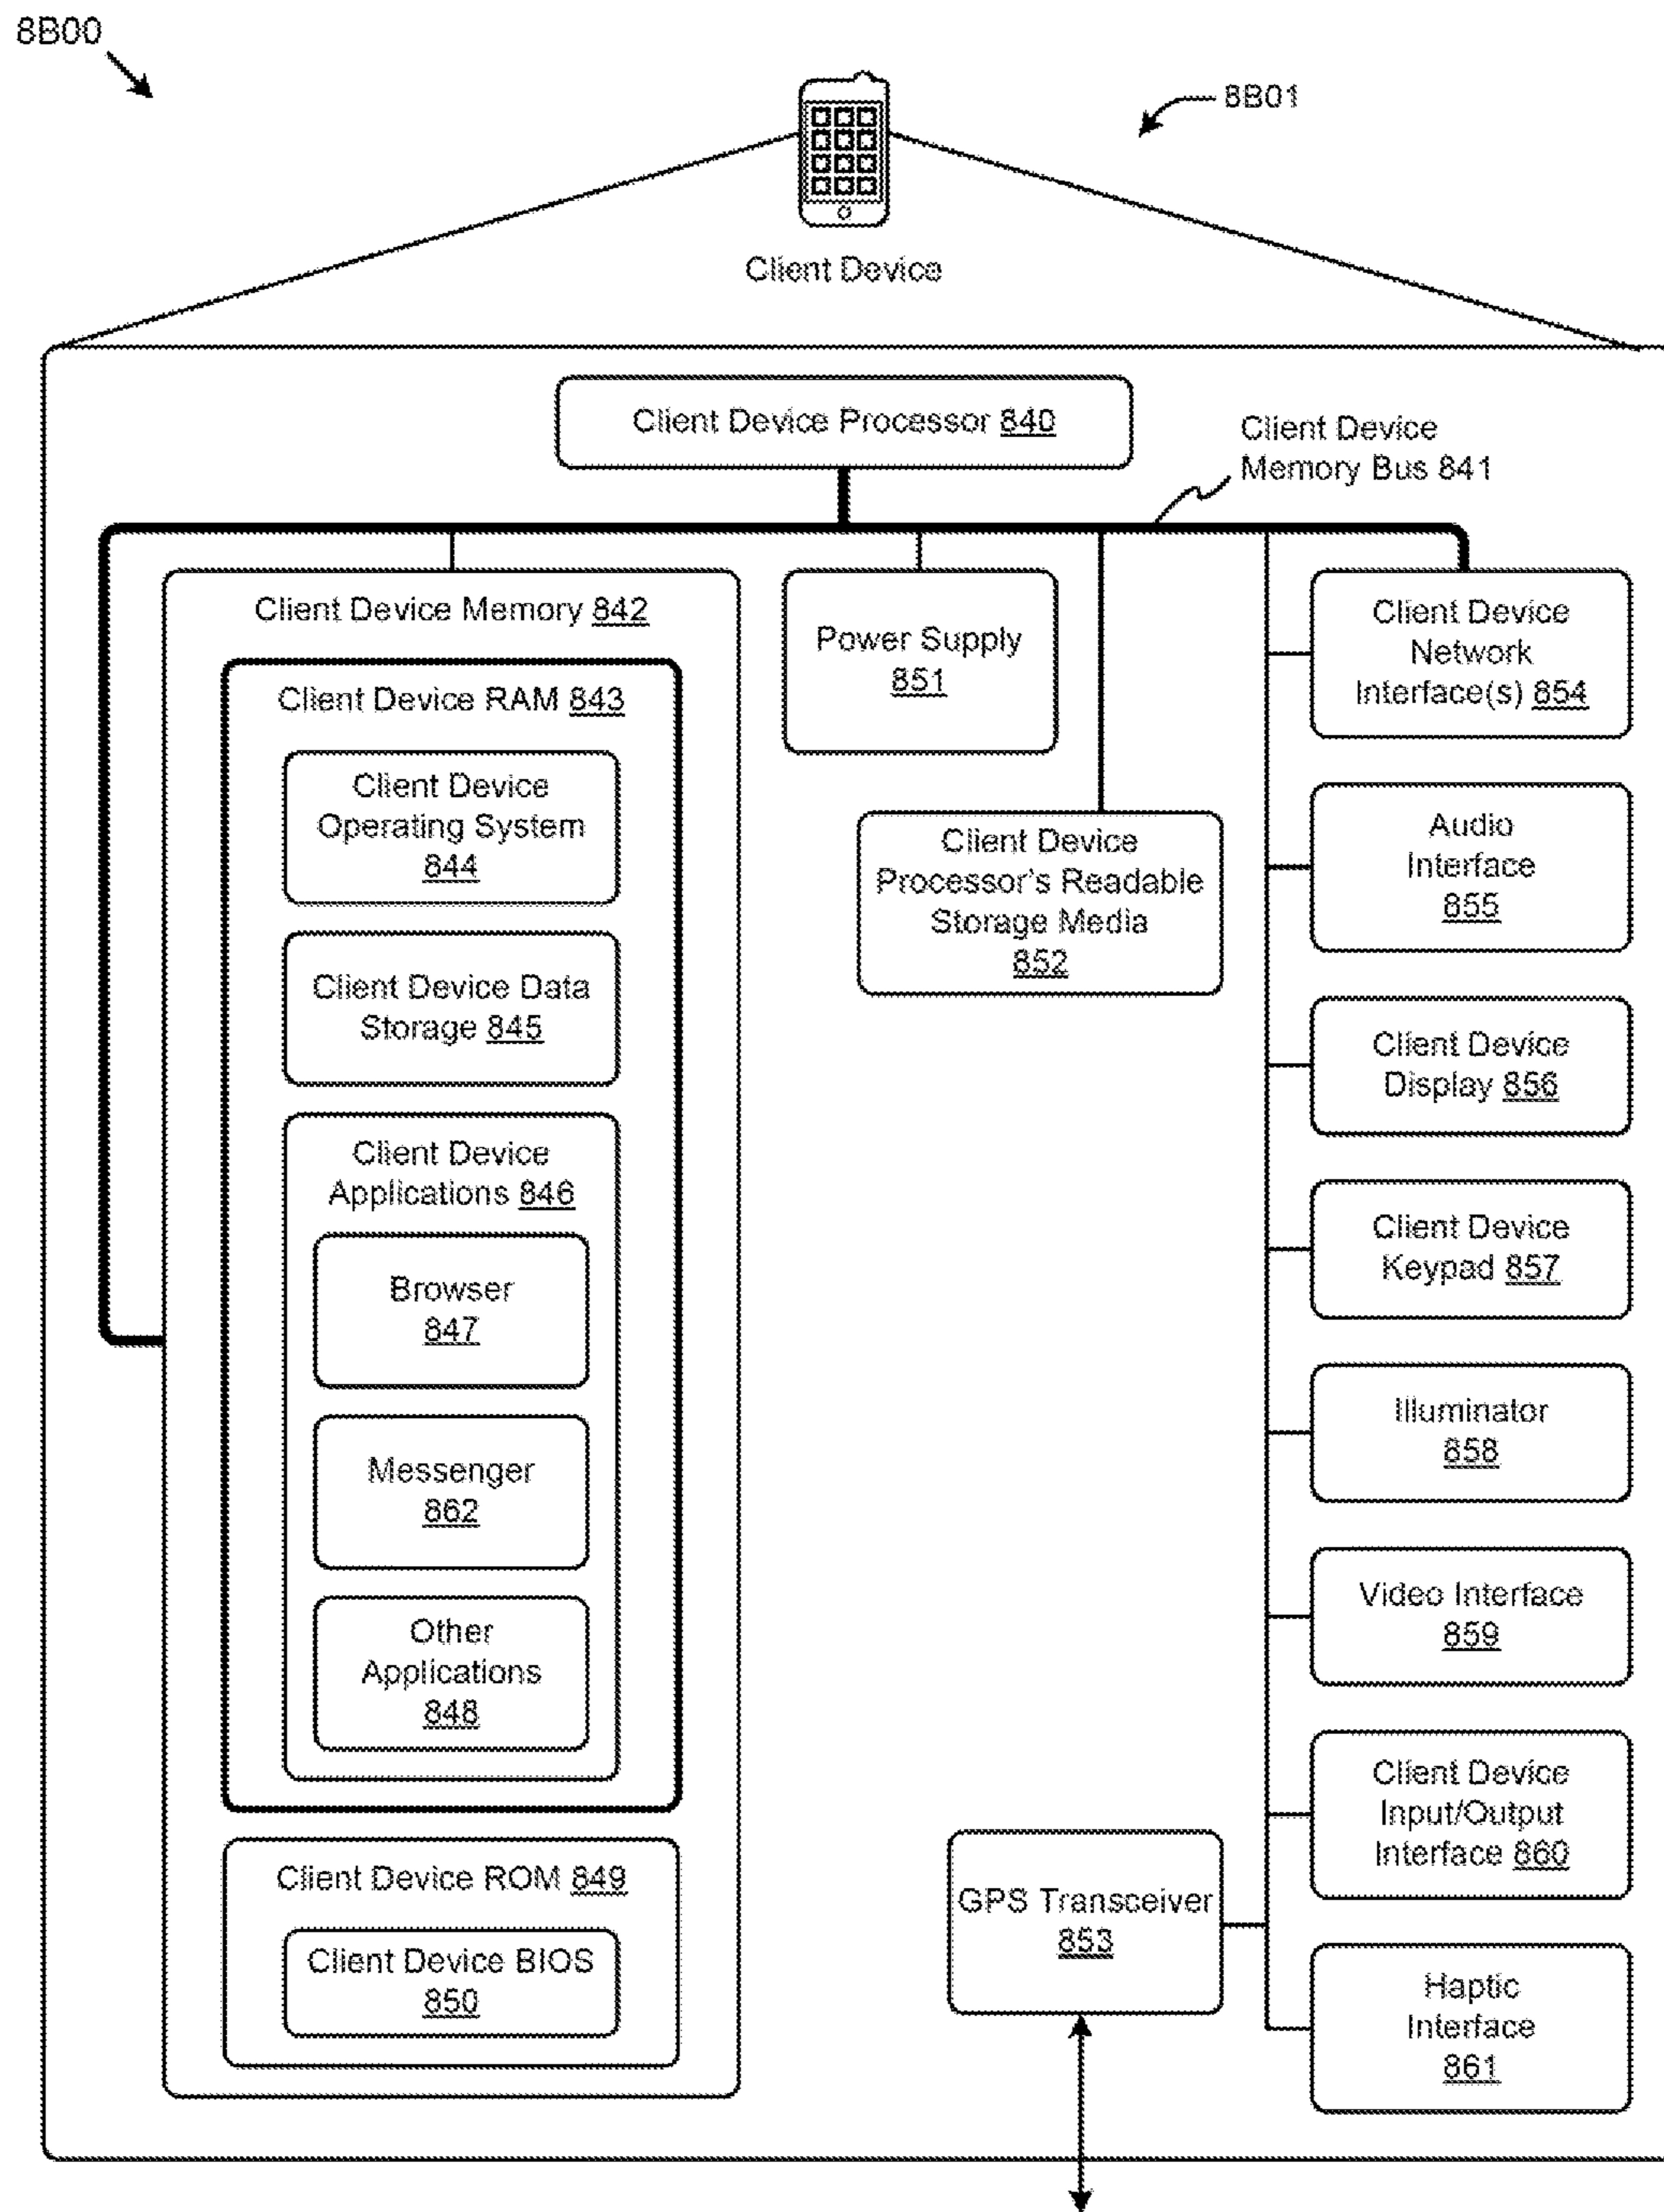 8B00
8B01
Client Device
Client Device Processor 840
Client Device
Memory Bus 841
Client Device Memory 842
Client Device RAM 843
Client Device
Operating System
844
Client Device Data
Storage 845
Client Device
Applications 846
Browser
847
Messenger
862
Other
Applications
848
Client Device ROM 849
Client Device BIOS
850
Power Supply
851
Client Device
Processor's Readable
Storage Media
852
GPS Transceiver
853
Client Device
Network
Interface(s) 854
Audio
Interface
855
Client Device
Display 856
Client Device
Keypad 857
Illuminator
858
Video Interface
859
Client Device
Input/Output
Interface 860
Haptic
Interface
861